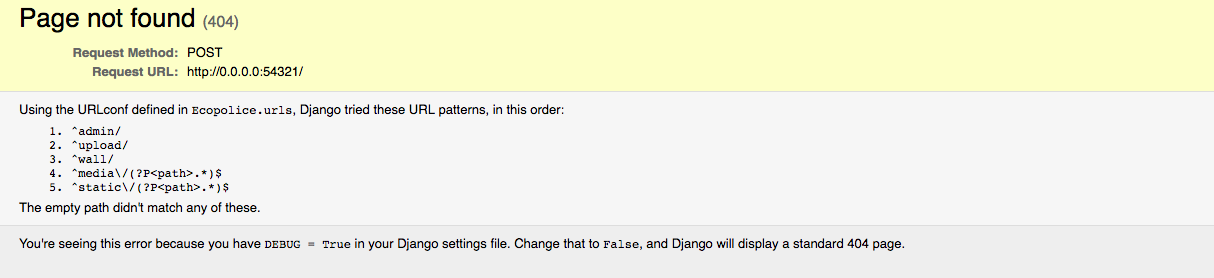 Page not found (404)
Request Method: POST
Request URL: http://0.0.0.0:54321/
Using the URLconf defined in Ecopolice.urls, Django tried these URL patterns, in this order:
1. ^admin/
2. ^upload/
3. ^wall/
4. ^media\/(?P<path>.*)$
5. ^static\/(?P<path>.*)$
The empty path didn't match any of these.
You're seeing this error because you have DEBUG = True in your Django settings file. Change that to False, and Django will display a standard 404 page.